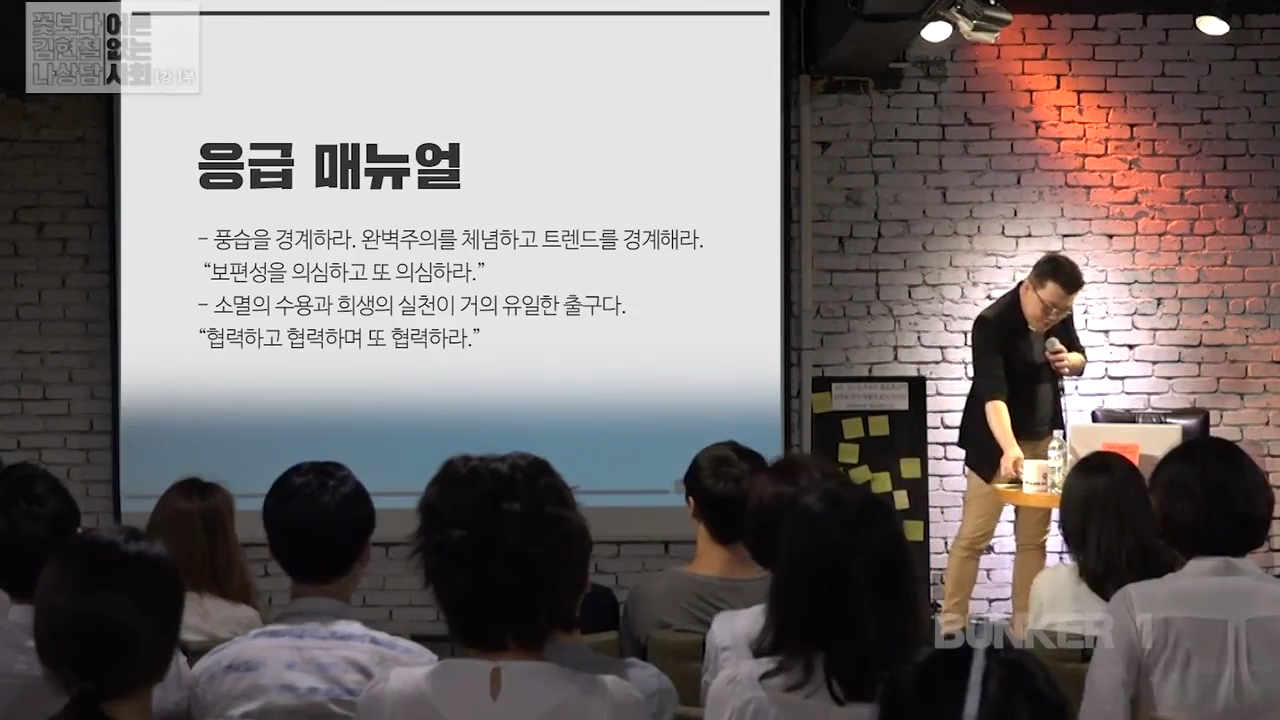 꽃보다어른
김현철없는
나상담사회 1강 1부
응급 매뉴얼
- 풍습을 경계하라. 완벽주의를 체념하고 트렌드를 경계해라.
“보편성을 의심하고 또 의심하라.”
- 소멸의 수용과 희생의 실천이 거의 유일한 출구다.
“협력하고 협력하며 또 협력하라.”
BUNKER 1